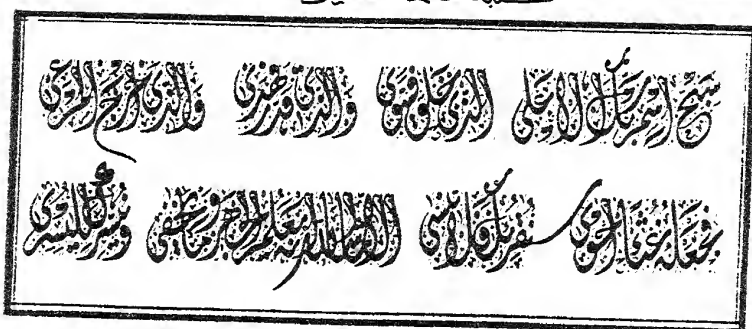 سبح اسم ربك الاعلى الذي خلق فسوى والذي قدر فهدى والذي اخرج المرعى
فجعله غثاء احوى سنقرئك فلا تنسى الا ما شاء الله انه يعلم الجهر وما يخفى ونيسرك لليسرى